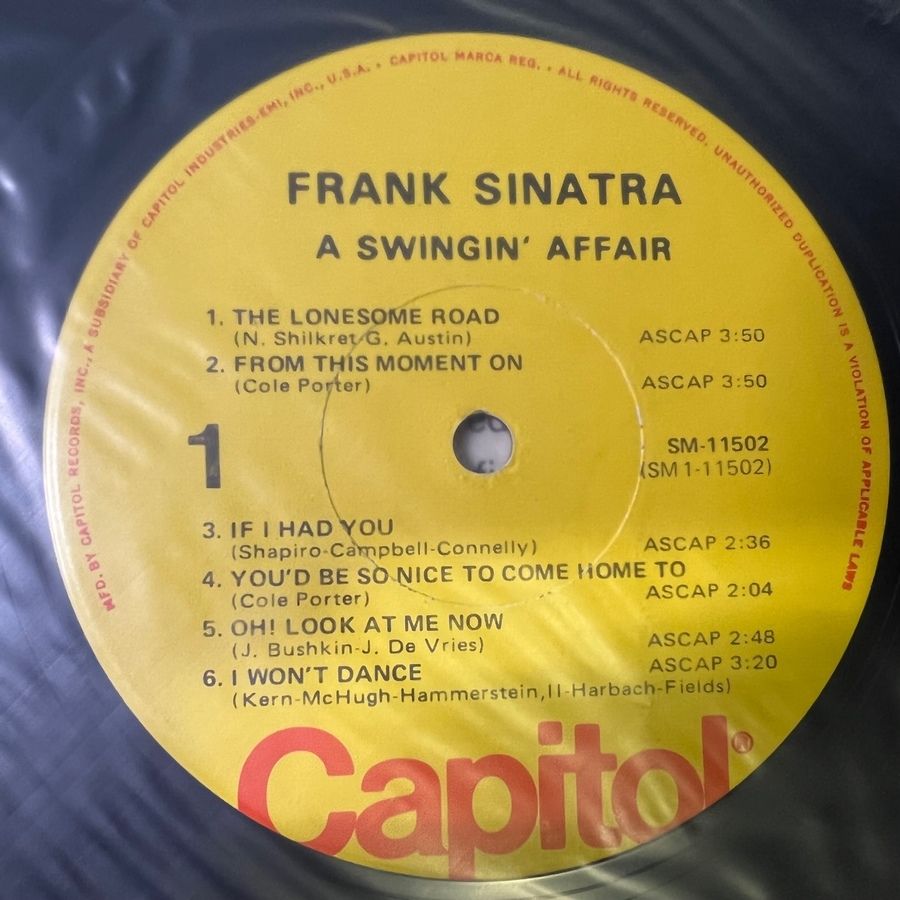 MFD. BY CAPITOL RECORDS, INC., A SUBSIDIARY OF CAPITOL INDUSTRIES-EMI, INC., U.S.A. • CAPITOL MARCA REG. • ALL RIGHTS RESERVED. UNAUTHORIZED DUPLICATION IS A VIOLATION OF APPLICABLE LAWS
FRANK SINATRA
A SWINGIN' AFFAIR
1. THE LONESOME ROAD
(N. Shilkret-G. Austin) ASCAP 3:50
2. FROM THIS MOMENT ON
(Cole Porter) ASCAP 3:50
1
SM-11502
(SM 1-11502)
3. IF I HAD YOU
(Shapiro-Campbell-Connelly) ASCAP 2:36
4. YOU'D BE SO NICE TO COME HOME TO
(Cole Porter) ASCAP 2:04
5. OH! LOOK AT ME NOW
(J. Bushkin-J. De Vries) ASCAP 2:48
6. I WON'T DANCE ASCAP 3:20
(Kern-McHugh-Hammerstein,II-Harbach-Fields)
Capitol®